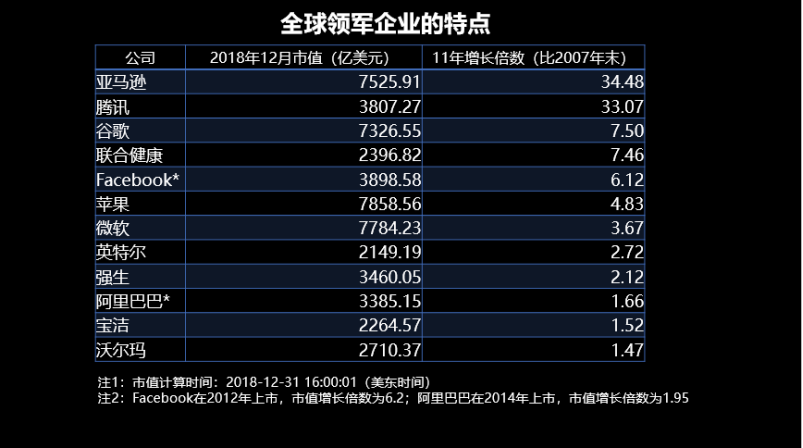 全球领军企业的特点
公司 2018年12月市值（亿美元） 11年增长倍数（比2007年末）
亚马逊 7525.91 34.48
腾讯 3807.27 33.07
谷歌 7326.55 7.50
联合健康 2396.82 7.46
Facebook* 3898.58 6.12
苹果 7858.56 4.83
微软 7784.23 3.67
英特尔 2149.19 2.72
强生 3460.05 2.12
阿里巴巴* 3385.15 1.66
宝洁 2264.57 1.52
沃尔玛 2710.37 1.47
注1：市值计算时间：2018-12-31 16:00:01（美东时间）
注2：Facebook在2012年上市，市值增长倍数为6.2；阿里巴巴在2014年上市，市值增长倍数为1.95